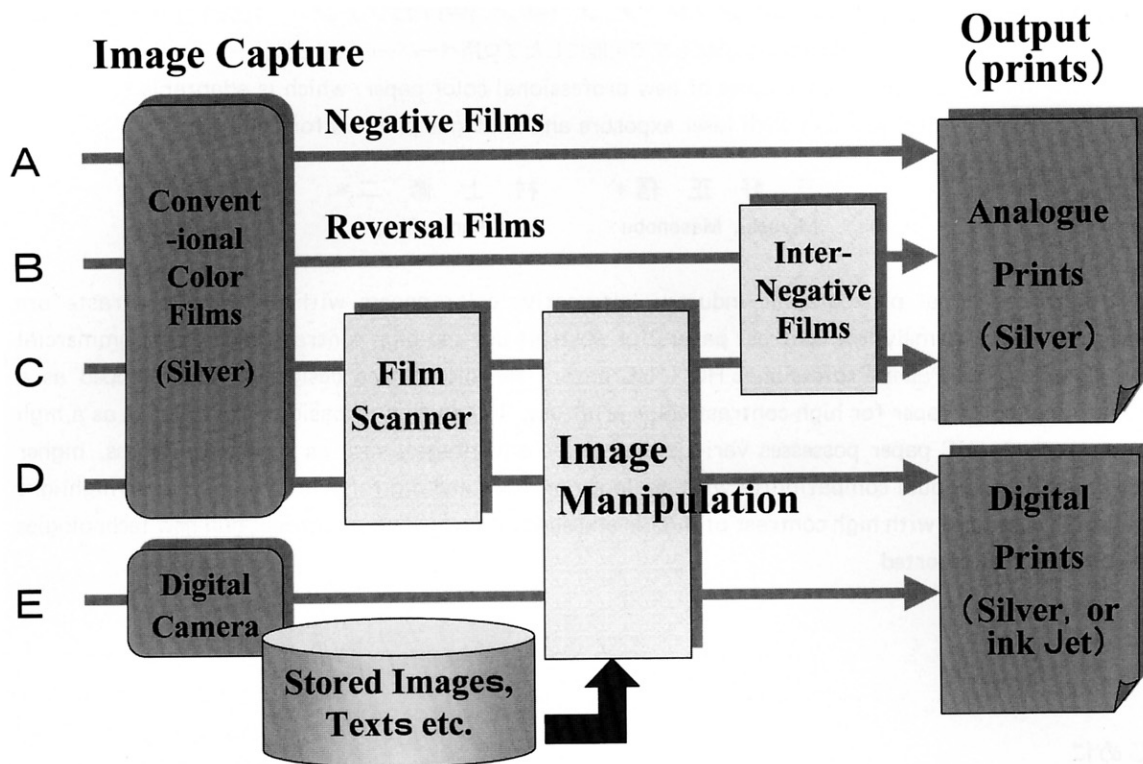 Image Capture
Output
（prints）
A
B
C
D
E
Negative Films
Reversal Films
Convent
-ional
Color
Films
(Silver)
Film
Scanner
Image
Manipulation
Inter-
Negative
Films
Analogue
Prints
（Silver）
Digital
Prints
（Silver, or
ink Jet）
Digital
Camera
Stored Images,
Texts etc.